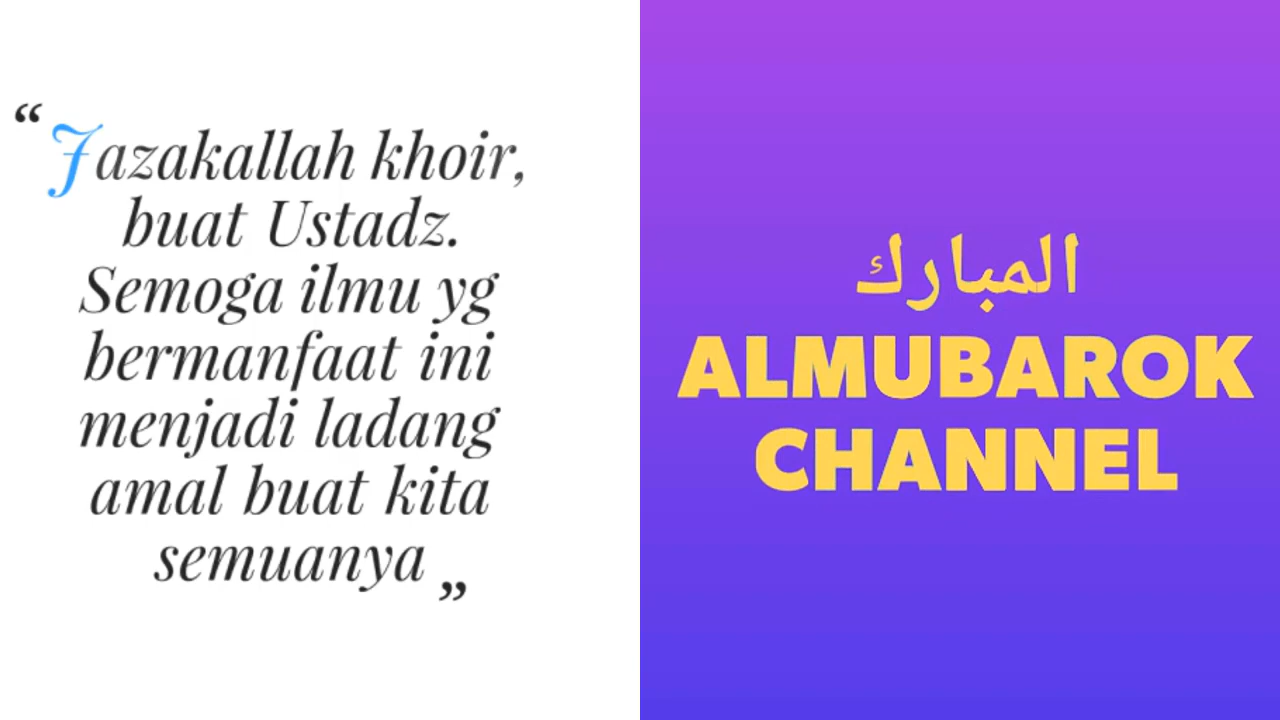 “Jazakallah khoir,
buat Ustadz.
Semoga ilmu yg
bermanfaat ini
menjadi ladang
amal buat kita
semuanya”
المبارك
ALMUBAROK
CHANNEL